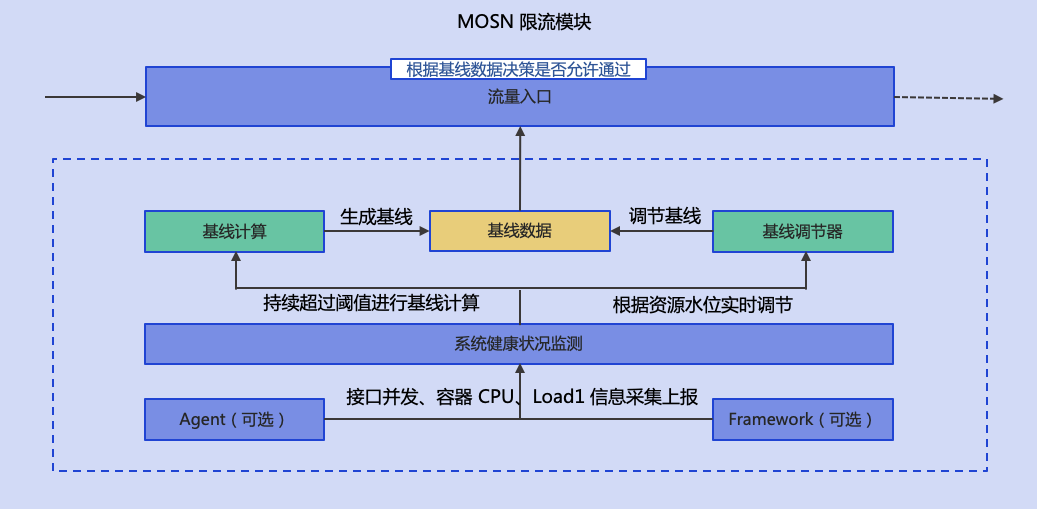 MOSN 限流模块
根据基线数据决策是否允许通过
流量入口
基线计算
生成基线
基线数据
调节基线
基线调节器
持续超过阈值进行基线计算
根据资源水位实时调节
系统健康状况监测
接口并发、容器 CPU、Load1 信息采集上报
Agent（可选）
Framework（可选）